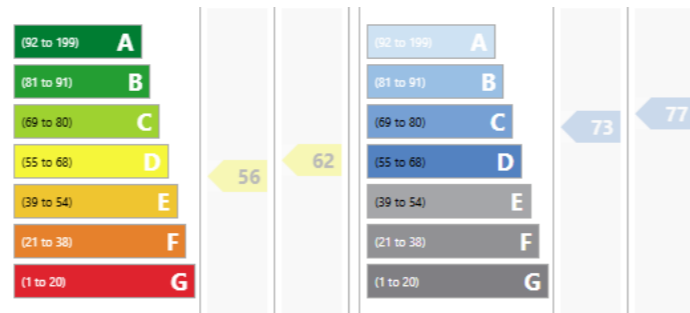 (92 to 199) A
(81 to 91) B
(69 to 80) C
(55 to 68) D
(39 to 54) E
(21 to 38) F
(1 to 20) G
56
62
(92 to 199) A
(81 to 91) B
(69 to 80) C
(55 to 68) D
(39 to 54) E
(21 to 38) F
(1 to 20) G
73
77